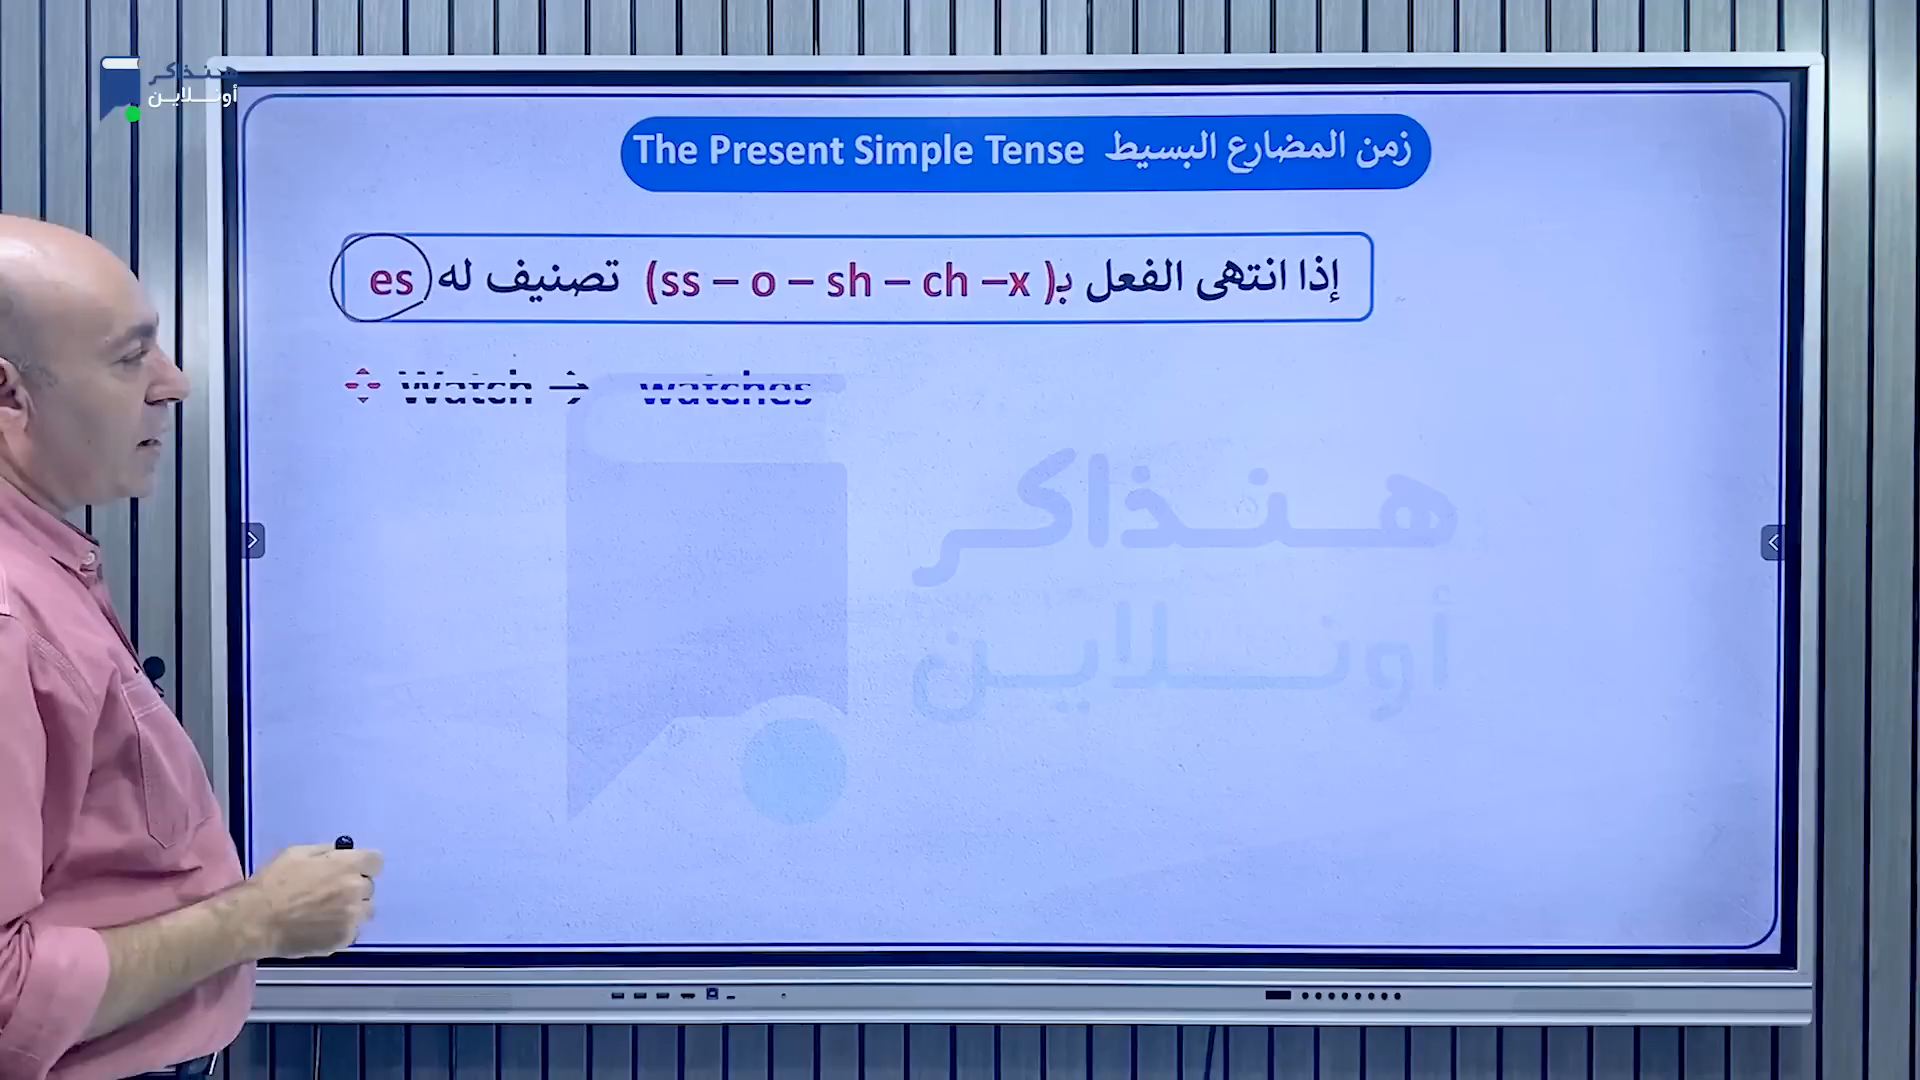 هنذاكر
أونلاين
The Present Simple Tense زمن المضارع البسيط
إذا انتهى الفعل بـ( ss – o – sh – ch –x) تصنيف له es
Watch → watches
هنذاكر
أونلاين